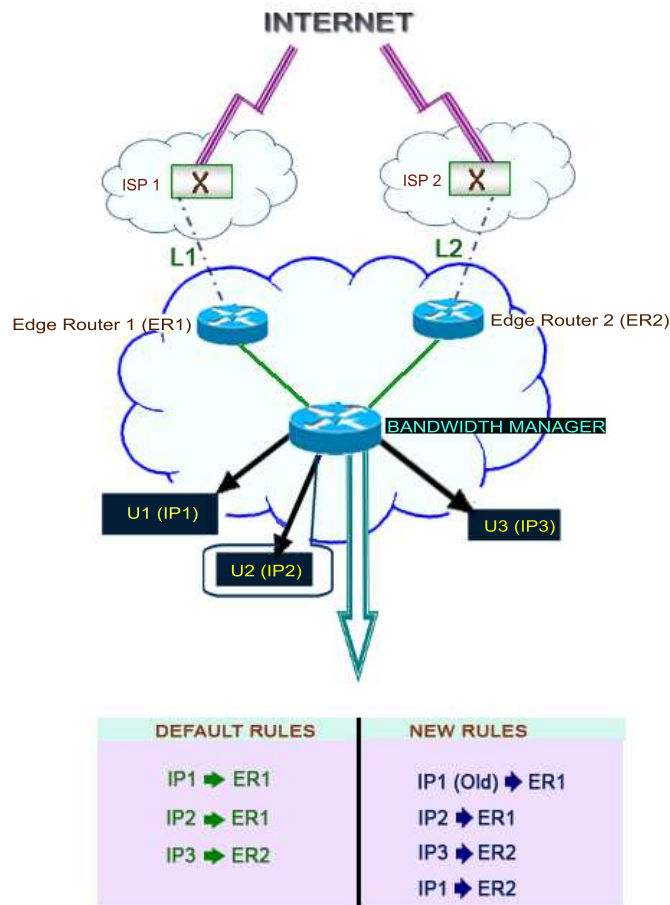 INTERNET
ISP 1
ISP 2
L1
L2
Edge Router 1 (ER1)
Edge Router 2 (ER2)
BANDWIDTH MANAGER
U1 (IP1)
U3 (IP3)
U2 (IP2)
DEFAULT RULES
IP1 ➡ ER1
IP2 ➡ ER1
IP3 ➡ ER2
NEW RULES
IP1 (Old) ➡ ER1
IP2 ➡ ER1
IP3 ➡ ER2
IP1 ➡ ER2